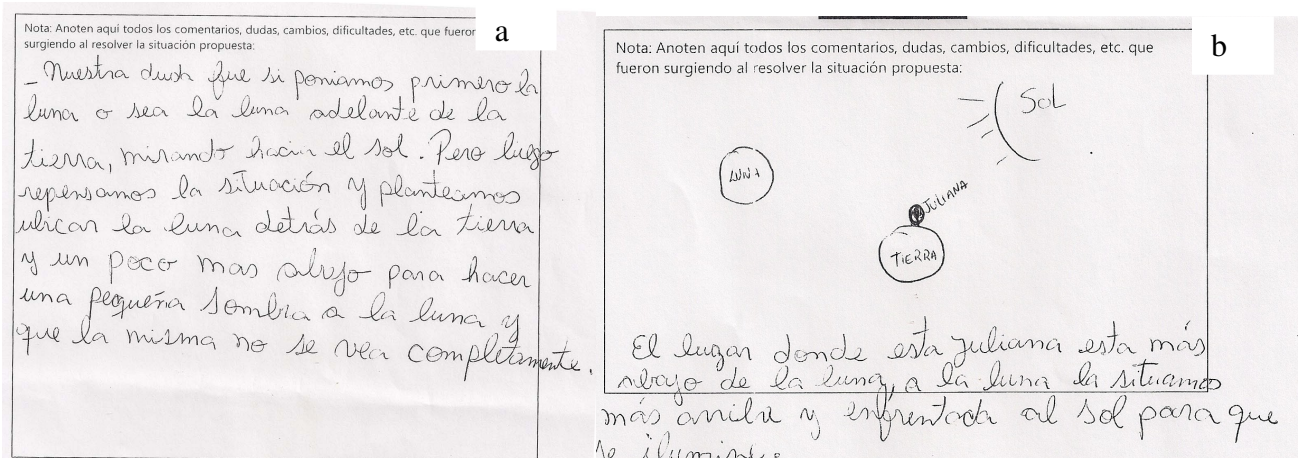 a
Nota: Anoten aquí todos los comentarios, dudas, cambios, dificultades, etc. que fueron
surgiendo al resolver la situación propuesta:
- Nuestra duda fue si poniamos primero la
luna o sea la luna adelante de la
tierra, mirando hacia el sol. Pero luego
repensamos la situación y planteamos
ubicar la luna detrás de la tierra
y un poco mas abajo para hacer
una pequeña sombra a la luna y
que la misma no se vea completamente.
b
Nota: Anoten aquí todos los comentarios, dudas, cambios, dificultades, etc. que
fueron surgiendo al resolver la situación propuesta:
SOL
LUNA
JULIANA
TIERRA
El lugar donde esta Juliana esta más
abajo de la luna, a la luna la situamos
más arriba y enfrentada al sol para que
se